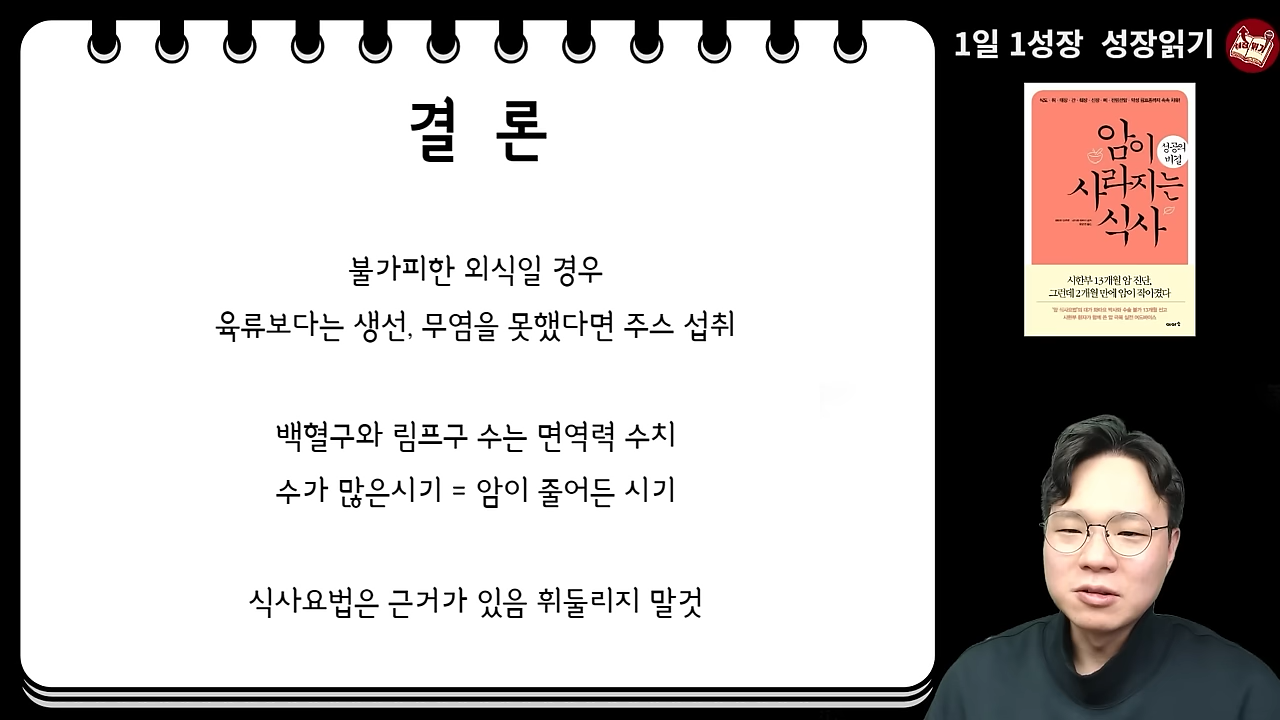 결 론
불가피한 외식일 경우
육류보다는 생선, 무염을 못했다면 주스 섭취
백혈구와 림프구 수는 면역력 수치
수가 많은시기 = 암이 줄어든 시기
식사요법은 근거가 있음 휘둘리지 말것
1일 1성장 성장읽기
암이
사라지는
식사
성공의
비결
시한부 13개월 암 진단,
그런데 2개월 만에 암이 작아졌다